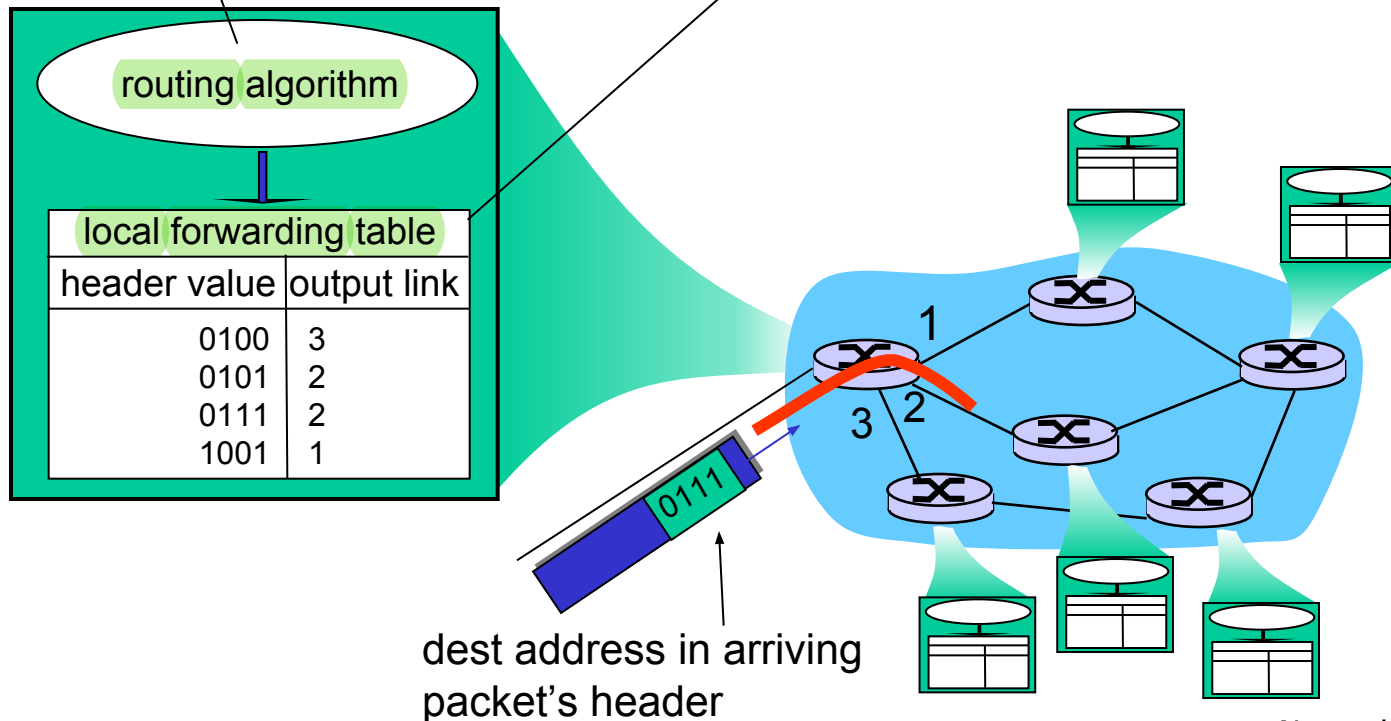 routing algorithm
local forwarding table
header value output link
0100 3
0101 2
0111 2
1001 1
1
2
3
0111
dest address in arriving
packet's header